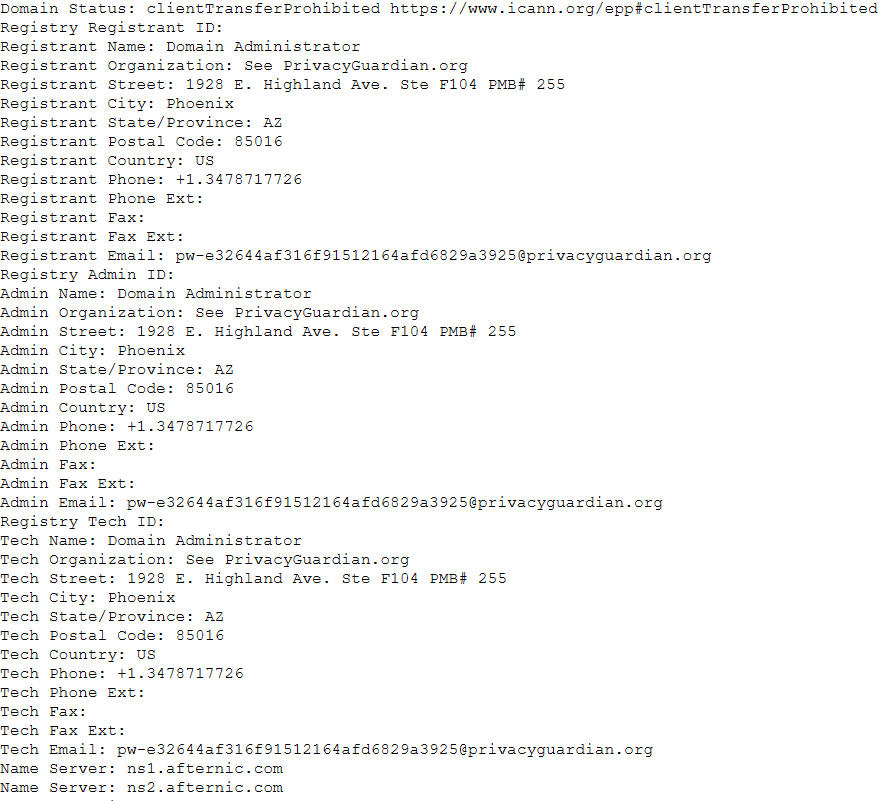 Domain Status: clientTransferProhibited https://www.icann.org/epp#clientTransferProhibited
Registry Registrant ID:
Registrant Name: Domain Administrator
Registrant Organization: See PrivacyGuardian.org
Registrant Street: 1928 E. Highland Ave. Ste F104 PMB# 255
Registrant City: Phoenix
Registrant State/Province: AZ
Registrant Postal Code: 85016
Registrant Country: US
Registrant Phone: +1.3478717726
Registrant Phone Ext:
Registrant Fax:
Registrant Fax Ext:
Registrant Email: pw-e32644af316f91512164afd6829a3925@privacyguardian.org
Registry Admin ID:
Admin Name: Domain Administrator
Admin Organization: See PrivacyGuardian.org
Admin Street: 1928 E. Highland Ave. Ste F104 PMB# 255
Admin City: Phoenix
Admin State/Province: AZ
Admin Postal Code: 85016
Admin Country: US
Admin Phone: +1.3478717726
Admin Phone Ext:
Admin Fax:
Admin Fax Ext:
Admin Email: pw-e32644af316f91512164afd6829a3925@privacyguardian.org
Registry Tech ID:
Tech Name: Domain Administrator
Tech Organization: See PrivacyGuardian.org
Tech Street: 1928 E. Highland Ave. Ste F104 PMB# 255
Tech City: Phoenix
Tech State/Province: AZ
Tech Postal Code: 85016
Tech Country: US
Tech Phone: +1.3478717726
Tech Phone Ext:
Tech Fax:
Tech Fax Ext:
Tech Email: pw-e32644af316f91512164afd6829a3925@privacyguardian.org
Name Server: ns1.afternic.com
Name Server: ns2.afternic.com